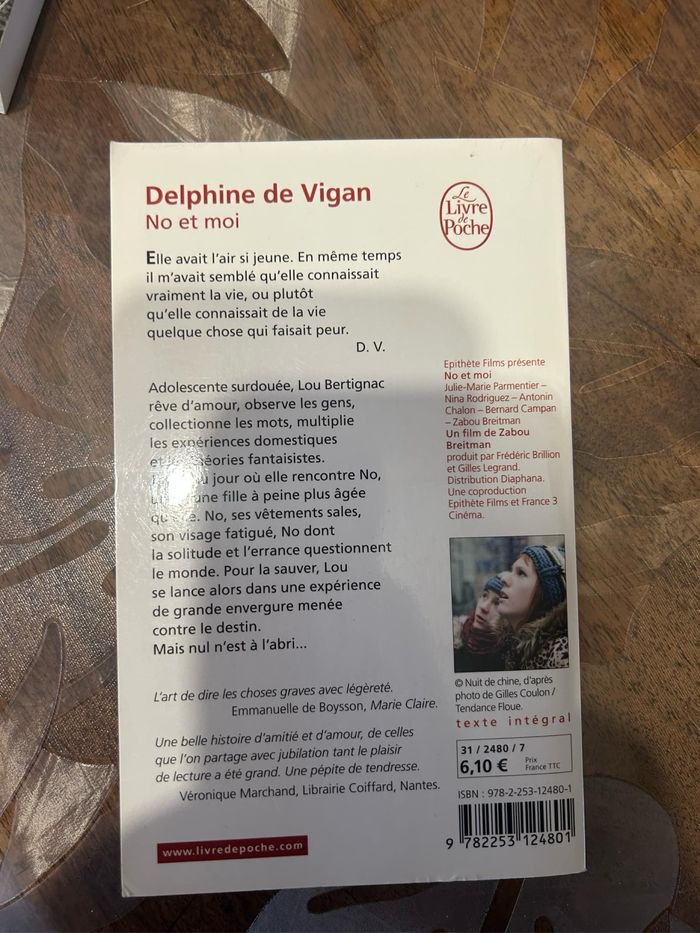 Delphine de Vigan
No et moi
Le
Livre
de
Poche
Elle avait l'air si jeune. En même temps
il m'avait semblé qu'elle connaissait
vraiment la vie, ou plutôt
qu'elle connaissait de la vie
quelque chose qui faisait peur.
D. V.
Adolescente surdouée, Lou Bertignac
rêve d'amour, observe les gens,
collectionne les mots, multiplie
les expériences domestiques
et les théories fantaisistes.
jour où elle rencontre No,
une fille à peine plus âgée
No, ses vêtements sales,
son visage fatigué, No dont
la solitude et l'errance questionnent
le monde. Pour la sauver, Lou
se lance alors dans une expérience
de grande envergure menée
contre le destin.
Mais nul n'est à l'abri...
L'art de dire les choses graves avec légèreté.
Emmanuelle de Boysson, Marie Claire.
Une belle histoire d'amitié et d'amour, de celles
que l'on partage avec jubilation tant le plaisir
de lecture a été grand. Une pépite de tendresse.
Véronique Marchand, Librairie Coiffard, Nantes.
www.livredepoche.com
Epithète Films présente
No et moi
Julie-Marie Parmentier –
Nina Rodriguez – Antonin
Chalon – Bernard Campan
– Zabou Breitman
Un film de Zabou
Breitman
produit par Frédéric Brillion
et Gilles Legrand.
Distribution Diaphana.
Une coproduction
Epithète Films et France 3
Cinéma.
© Nuit de chine, d'après
photo de Gilles Coulon /
Tendance Floue.
texte intégral
31 / 2480 / 7
6,10 € Prix
France TTC
ISBN : 978-2-253-12480-1
9 782253 124801